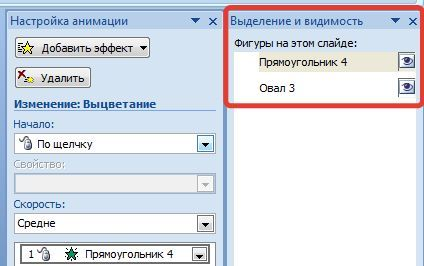 Настройка анимации
Добавить эффект
Удалить
Изменение: Выцветание
Начало:
По щелчку
Свойство:
Скорость:
Средне
1 Прямоугольник 4
Выделение и видимость
Фигуры на этом слайде:
Прямоугольник 4
Овал 3